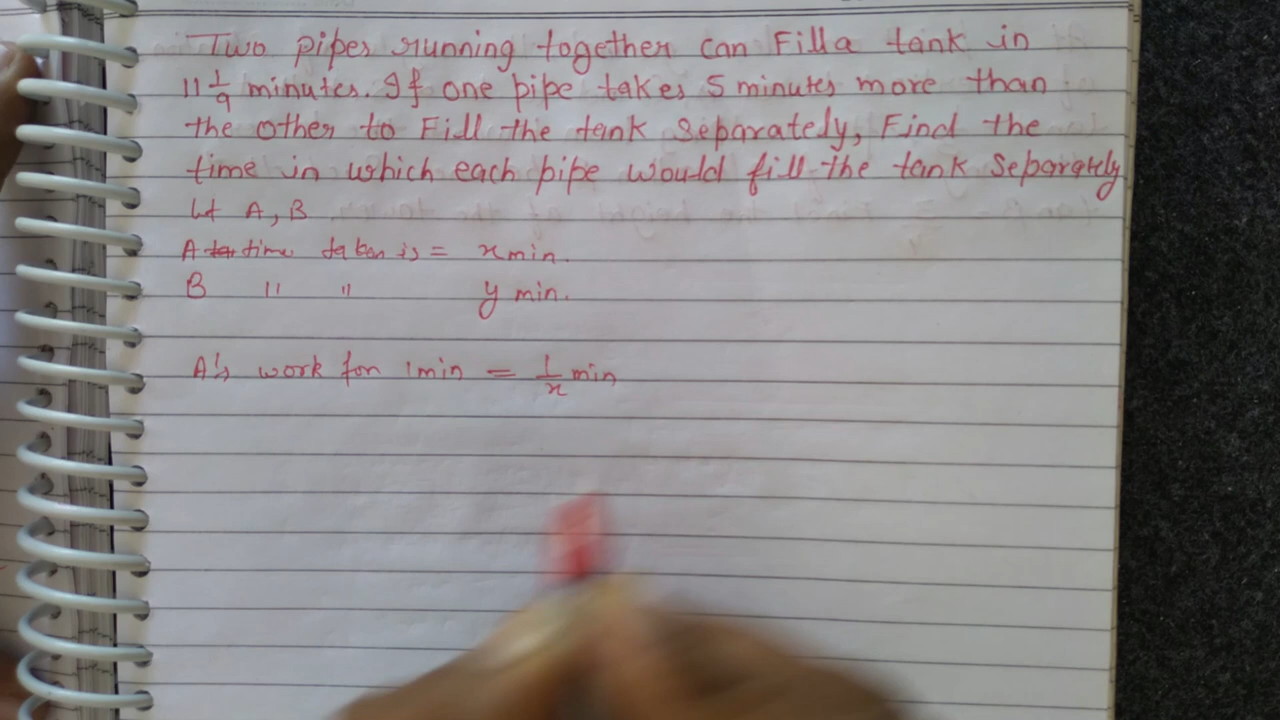 Two pipes running together can Fill a tank in
11 1/9 minutes. If one pipe takes 5 minutes more than
the other to Fill the tank separately, Find the
time in which each pipe would fill the tank separately
Let A, B
A time taken is = x min.
B " " y min.
A's work for 1 min = 1/x min